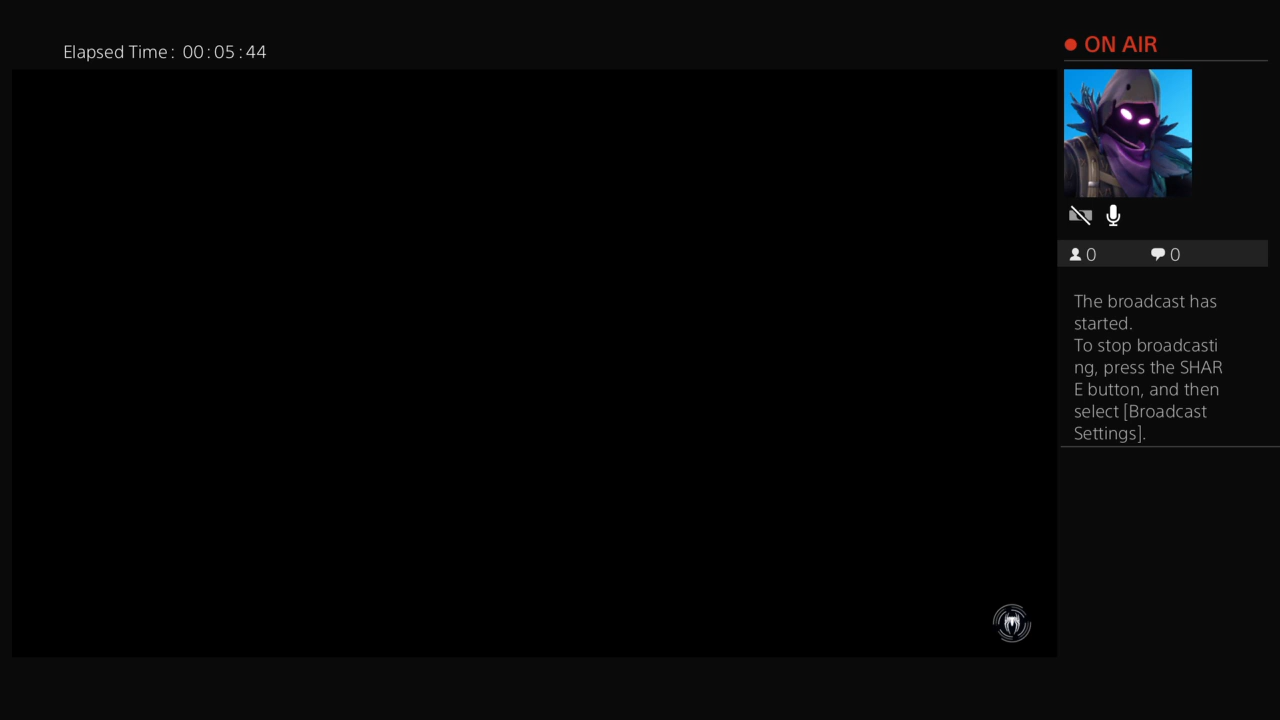 Elapsed Time: 00:05:44
ON AIR
0 0
The broadcast has
started.
To stop broadcasti
ng, press the SHAR
E button, and then
select [Broadcast
Settings].